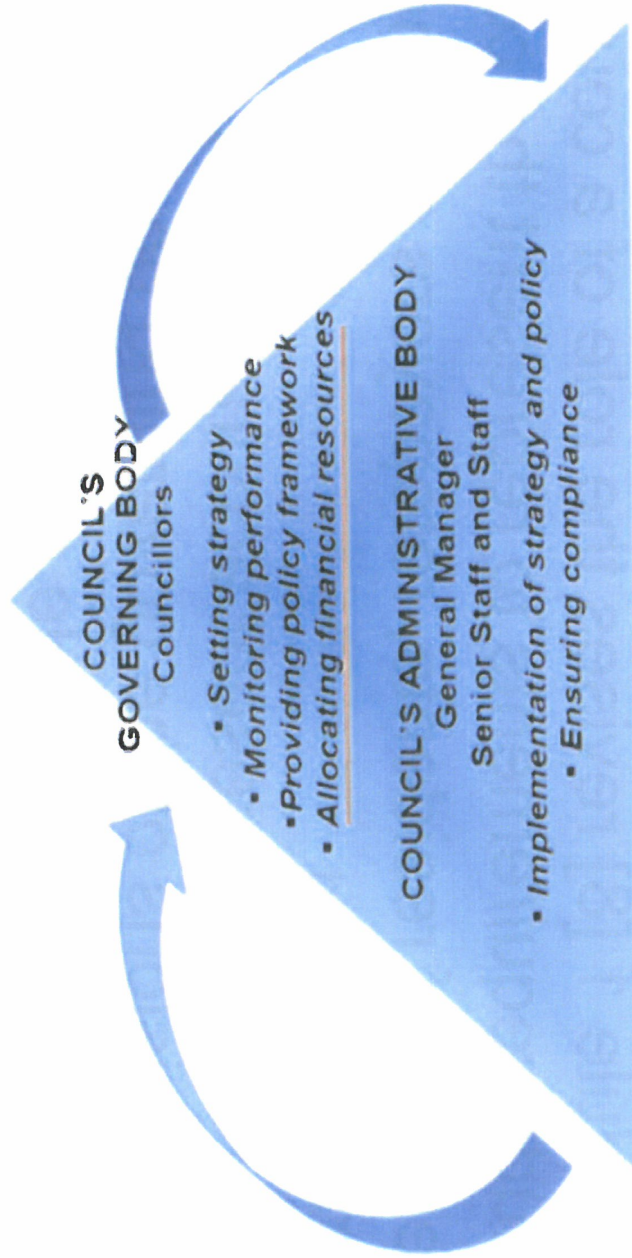 COUNCIL'S
GOVERNING BODY
Councillors
▪ Setting strategy
▪ Monitoring performance
▪Providing policy framework
▪ Allocating financial resources
COUNCIL'S ADMINISTRATIVE BODY
General Manager
Senior Staff and Staff
▪ Implementation of strategy and policy
▪ Ensuring compliance